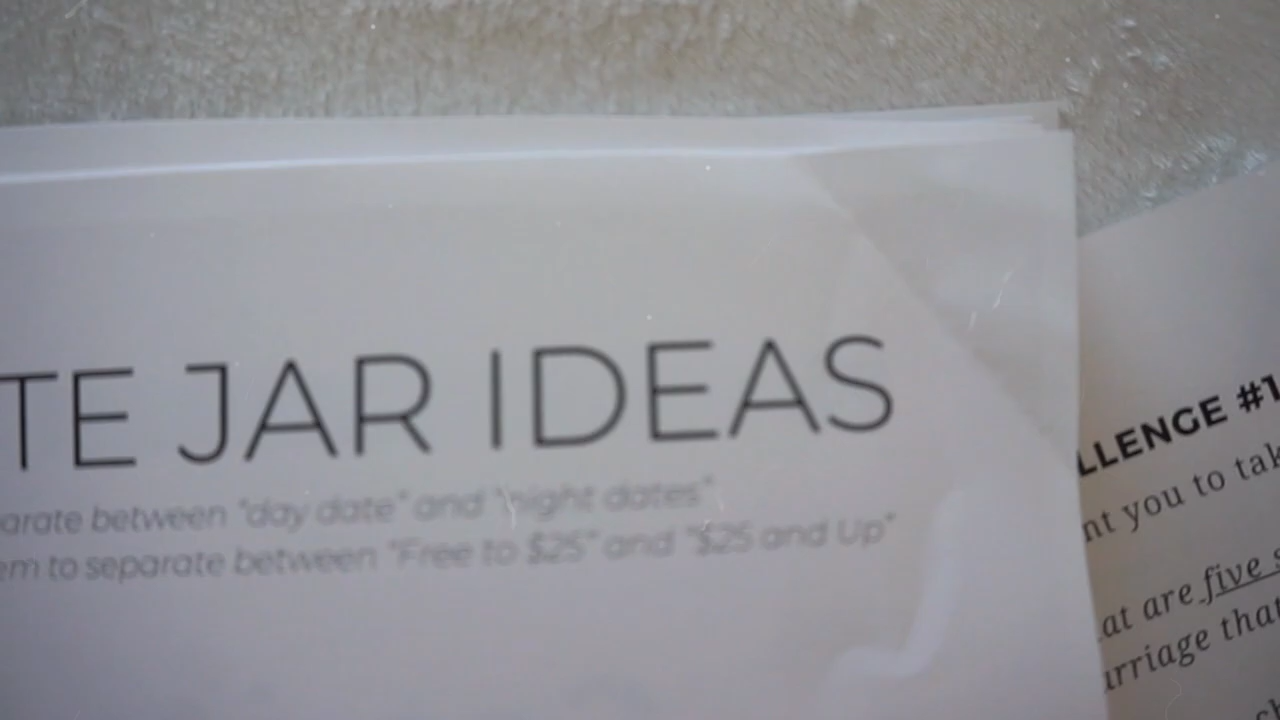 TE JAR IDEAS
arate between "day date" and "night dates"
em to separate between "Free to $25" and "$25 and Up"
LLENGE #1
nt you to tak
at are five s
rriage that